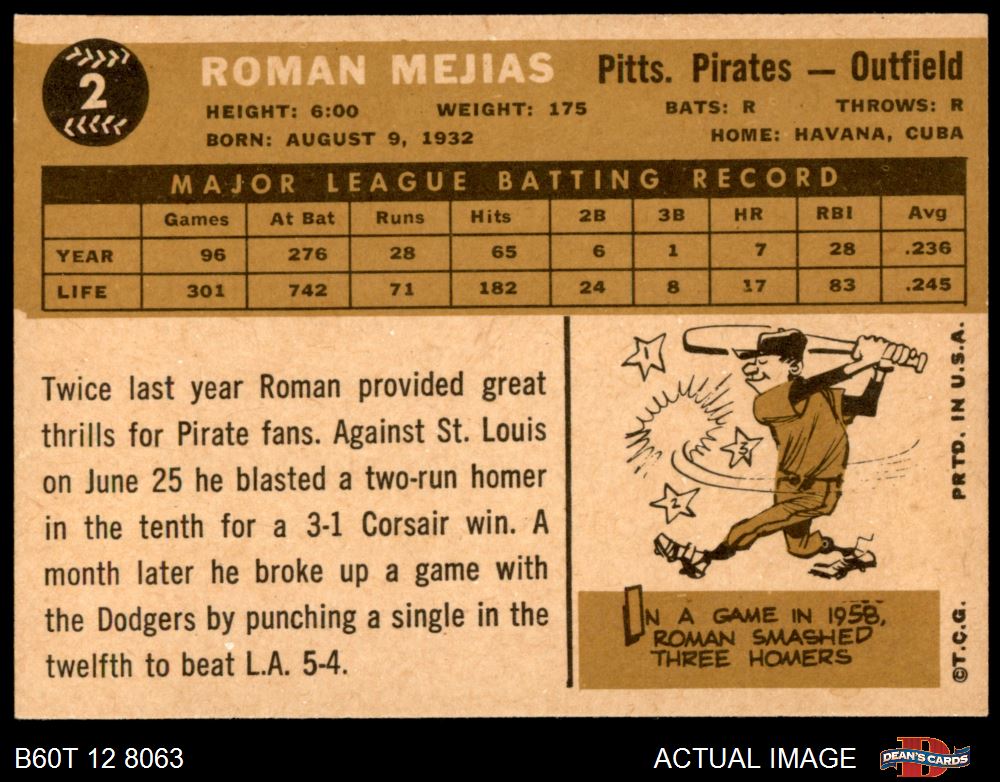 2
ROMAN MEJIAS Pitts. Pirates — Outfield
HEIGHT: 6:00 WEIGHT: 175 BATS: R THROWS: R
BORN: AUGUST 9, 1932 HOME: HAVANA, CUBA
MAJOR LEAGUE BATTING RECORD
Games At Bat Runs Hits 2B 3B HR RBI Avg
YEAR 96 276 28 65 6 1 7 28 .236
LIFE 301 742 71 182 24 8 17 83 .245
Twice last year Roman provided great
thrills for Pirate fans. Against St. Louis
on June 25 he blasted a two-run homer
in the tenth for a 3-1 Corsair win. A
month later he broke up a game with
the Dodgers by punching a single in the
twelfth to beat L.A. 5-4.
1
3
2
IN A GAME IN 1958,
ROMAN SMASHED
THREE HOMERS
©T.C.G. PRTD. IN U.S.A.
B60T 12 8063 ACTUAL IMAGE DEAN'S CARDS